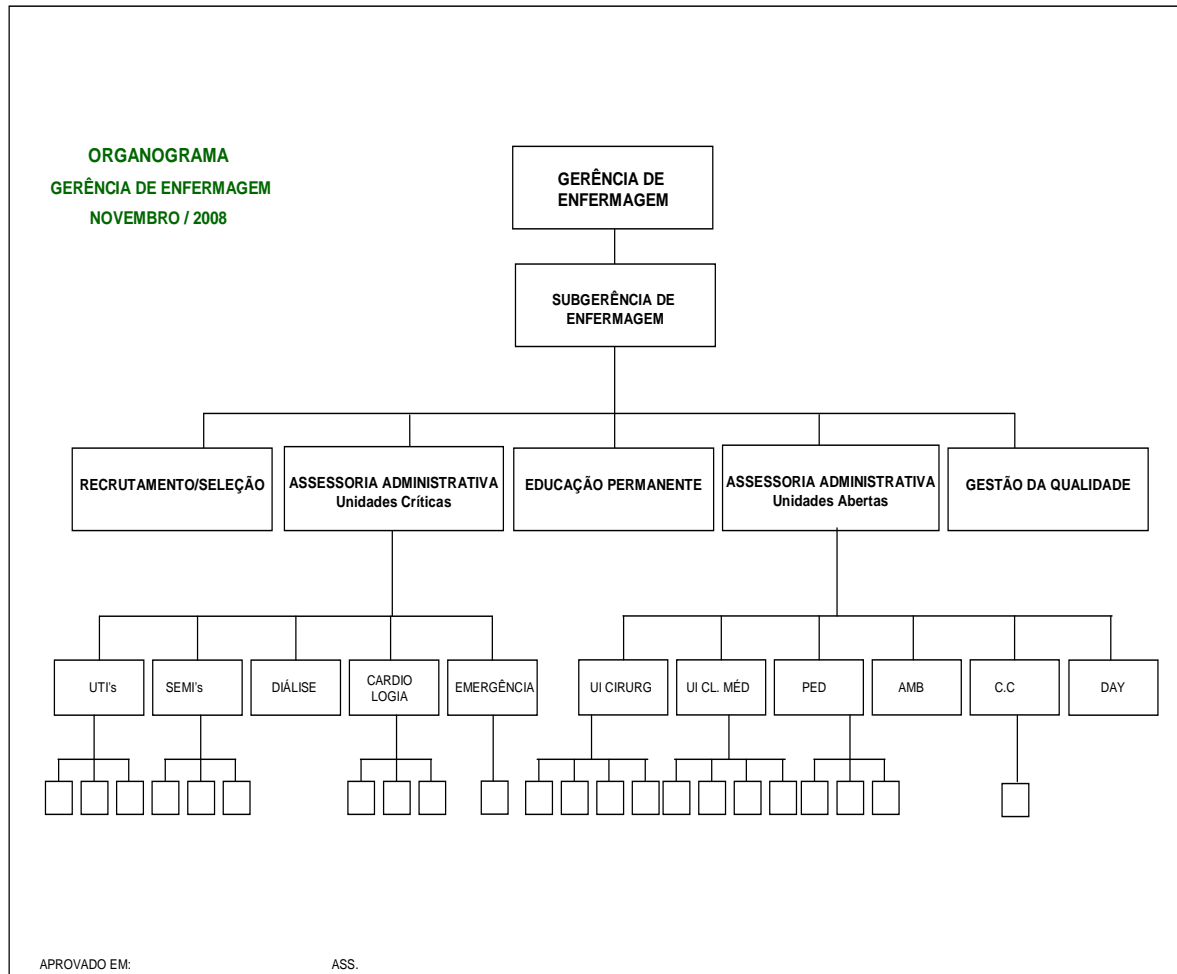 ORGANOGRAMA
GERÊNCIA DE ENFERMAGEM
NOVEMBRO / 2008
GERÊNCIA DE
ENFERMAGEM
SUBGERÊNCIA DE
ENFERMAGEM
RECRUTAMENTO/SELEÇÃO
ASSESSORIA ADMINISTRATIVA
Unidades Críticas
EDUCAÇÃO PERMANENTE
ASSESSORIA ADMINISTRATIVA
Unidades Abertas
GESTÃO DA QUALIDADE
UTI's
SEMI's
DIÁLISE
CARDIO
LOGIA
EMERGÊNCIA
UI CIRURG
UI CL. MÉD
PED
AMB
C.C
DAY
APROVADO EM:
ASS.